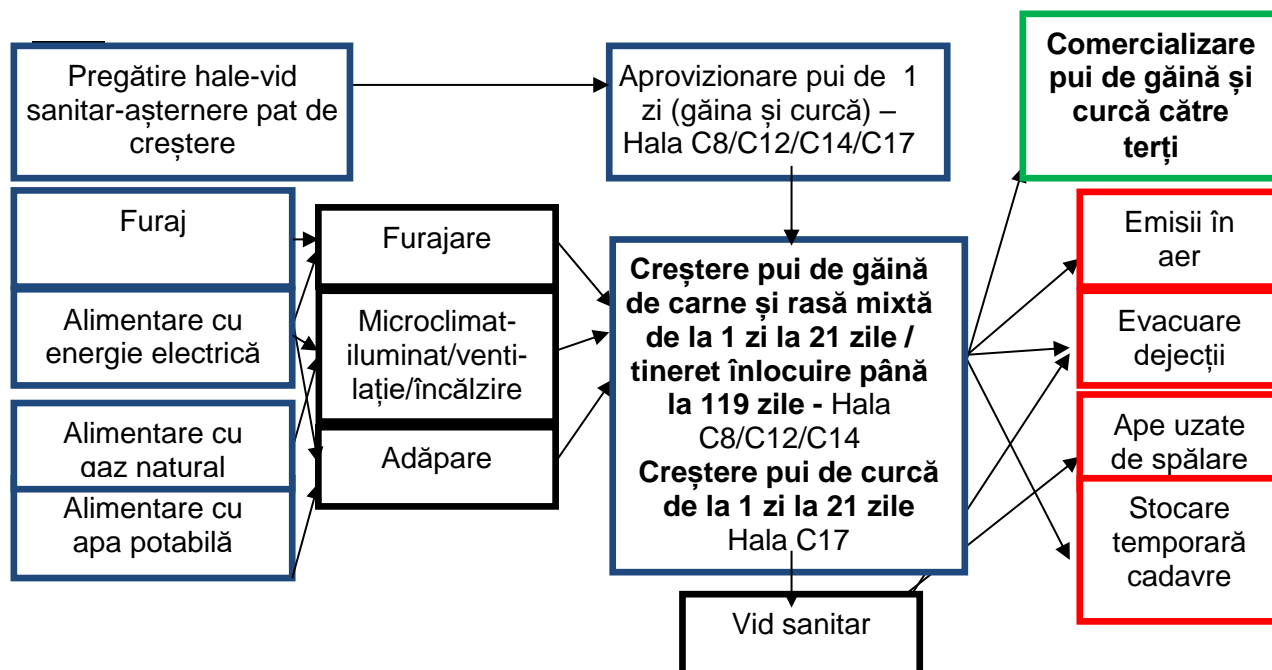 Pregătire hale-vid
sanitar-așternere pat de
creștere
Aprovizionare pui de 1
zi (găina și curcă) –
Hala C8/C12/C14/C17
Comercializare
pui de găină și
curcă către
terți
Furaj
Alimentare cu
energie electrică
Alimentare cu
gaz natural
Alimentare cu
apa potabilă
Furajare
Microclimat-
iluminat/venti-
lație/încălzire
Adăpare
Creștere pui de găină
de carne și rasă mixtă
de la 1 zi la 21 zile /
tineret înlocuire până
la 119 zile - Hala
C8/C12/C14
Creștere pui de curcă
de la 1 zi la 21 zile
Hala C17
Vid sanitar
Emisii în
aer
Evacuare
dejecții
Ape uzate
de spălare
Stocare
temporară
cadavre